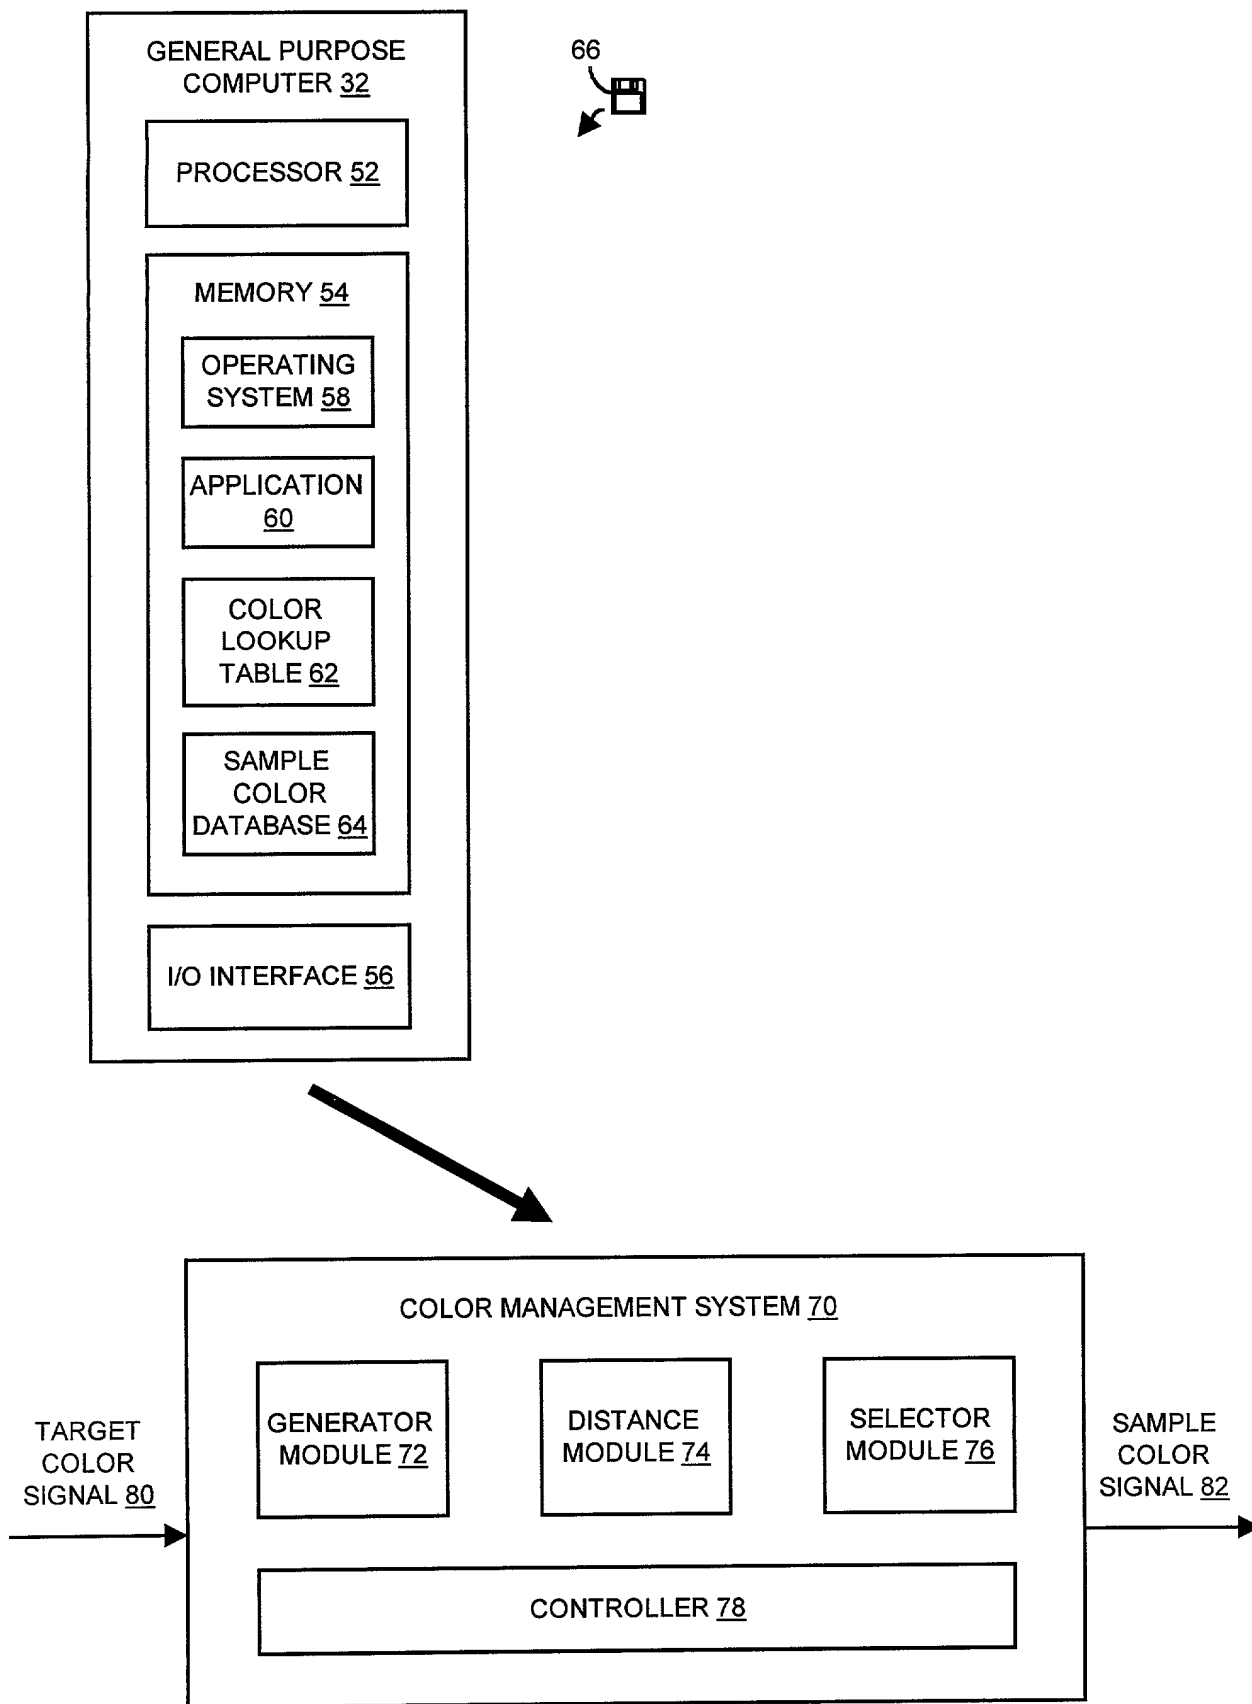 GENERAL PURPOSE
COMPUTER 32
66
PROCESSOR 52
MEMORY 54
OPERATING
SYSTEM 58
APPLICATION
60
COLOR
LOOKUP
TABLE 62
SAMPLE
COLOR
DATABASE 64
I/O INTERFACE 56
COLOR MANAGEMENT SYSTEM 70
GENERATOR
MODULE 72
DISTANCE
MODULE 74
SELECTOR
MODULE 76
TARGET
COLOR
SIGNAL 80
SAMPLE
COLOR
SIGNAL 82
CONTROLLER 78